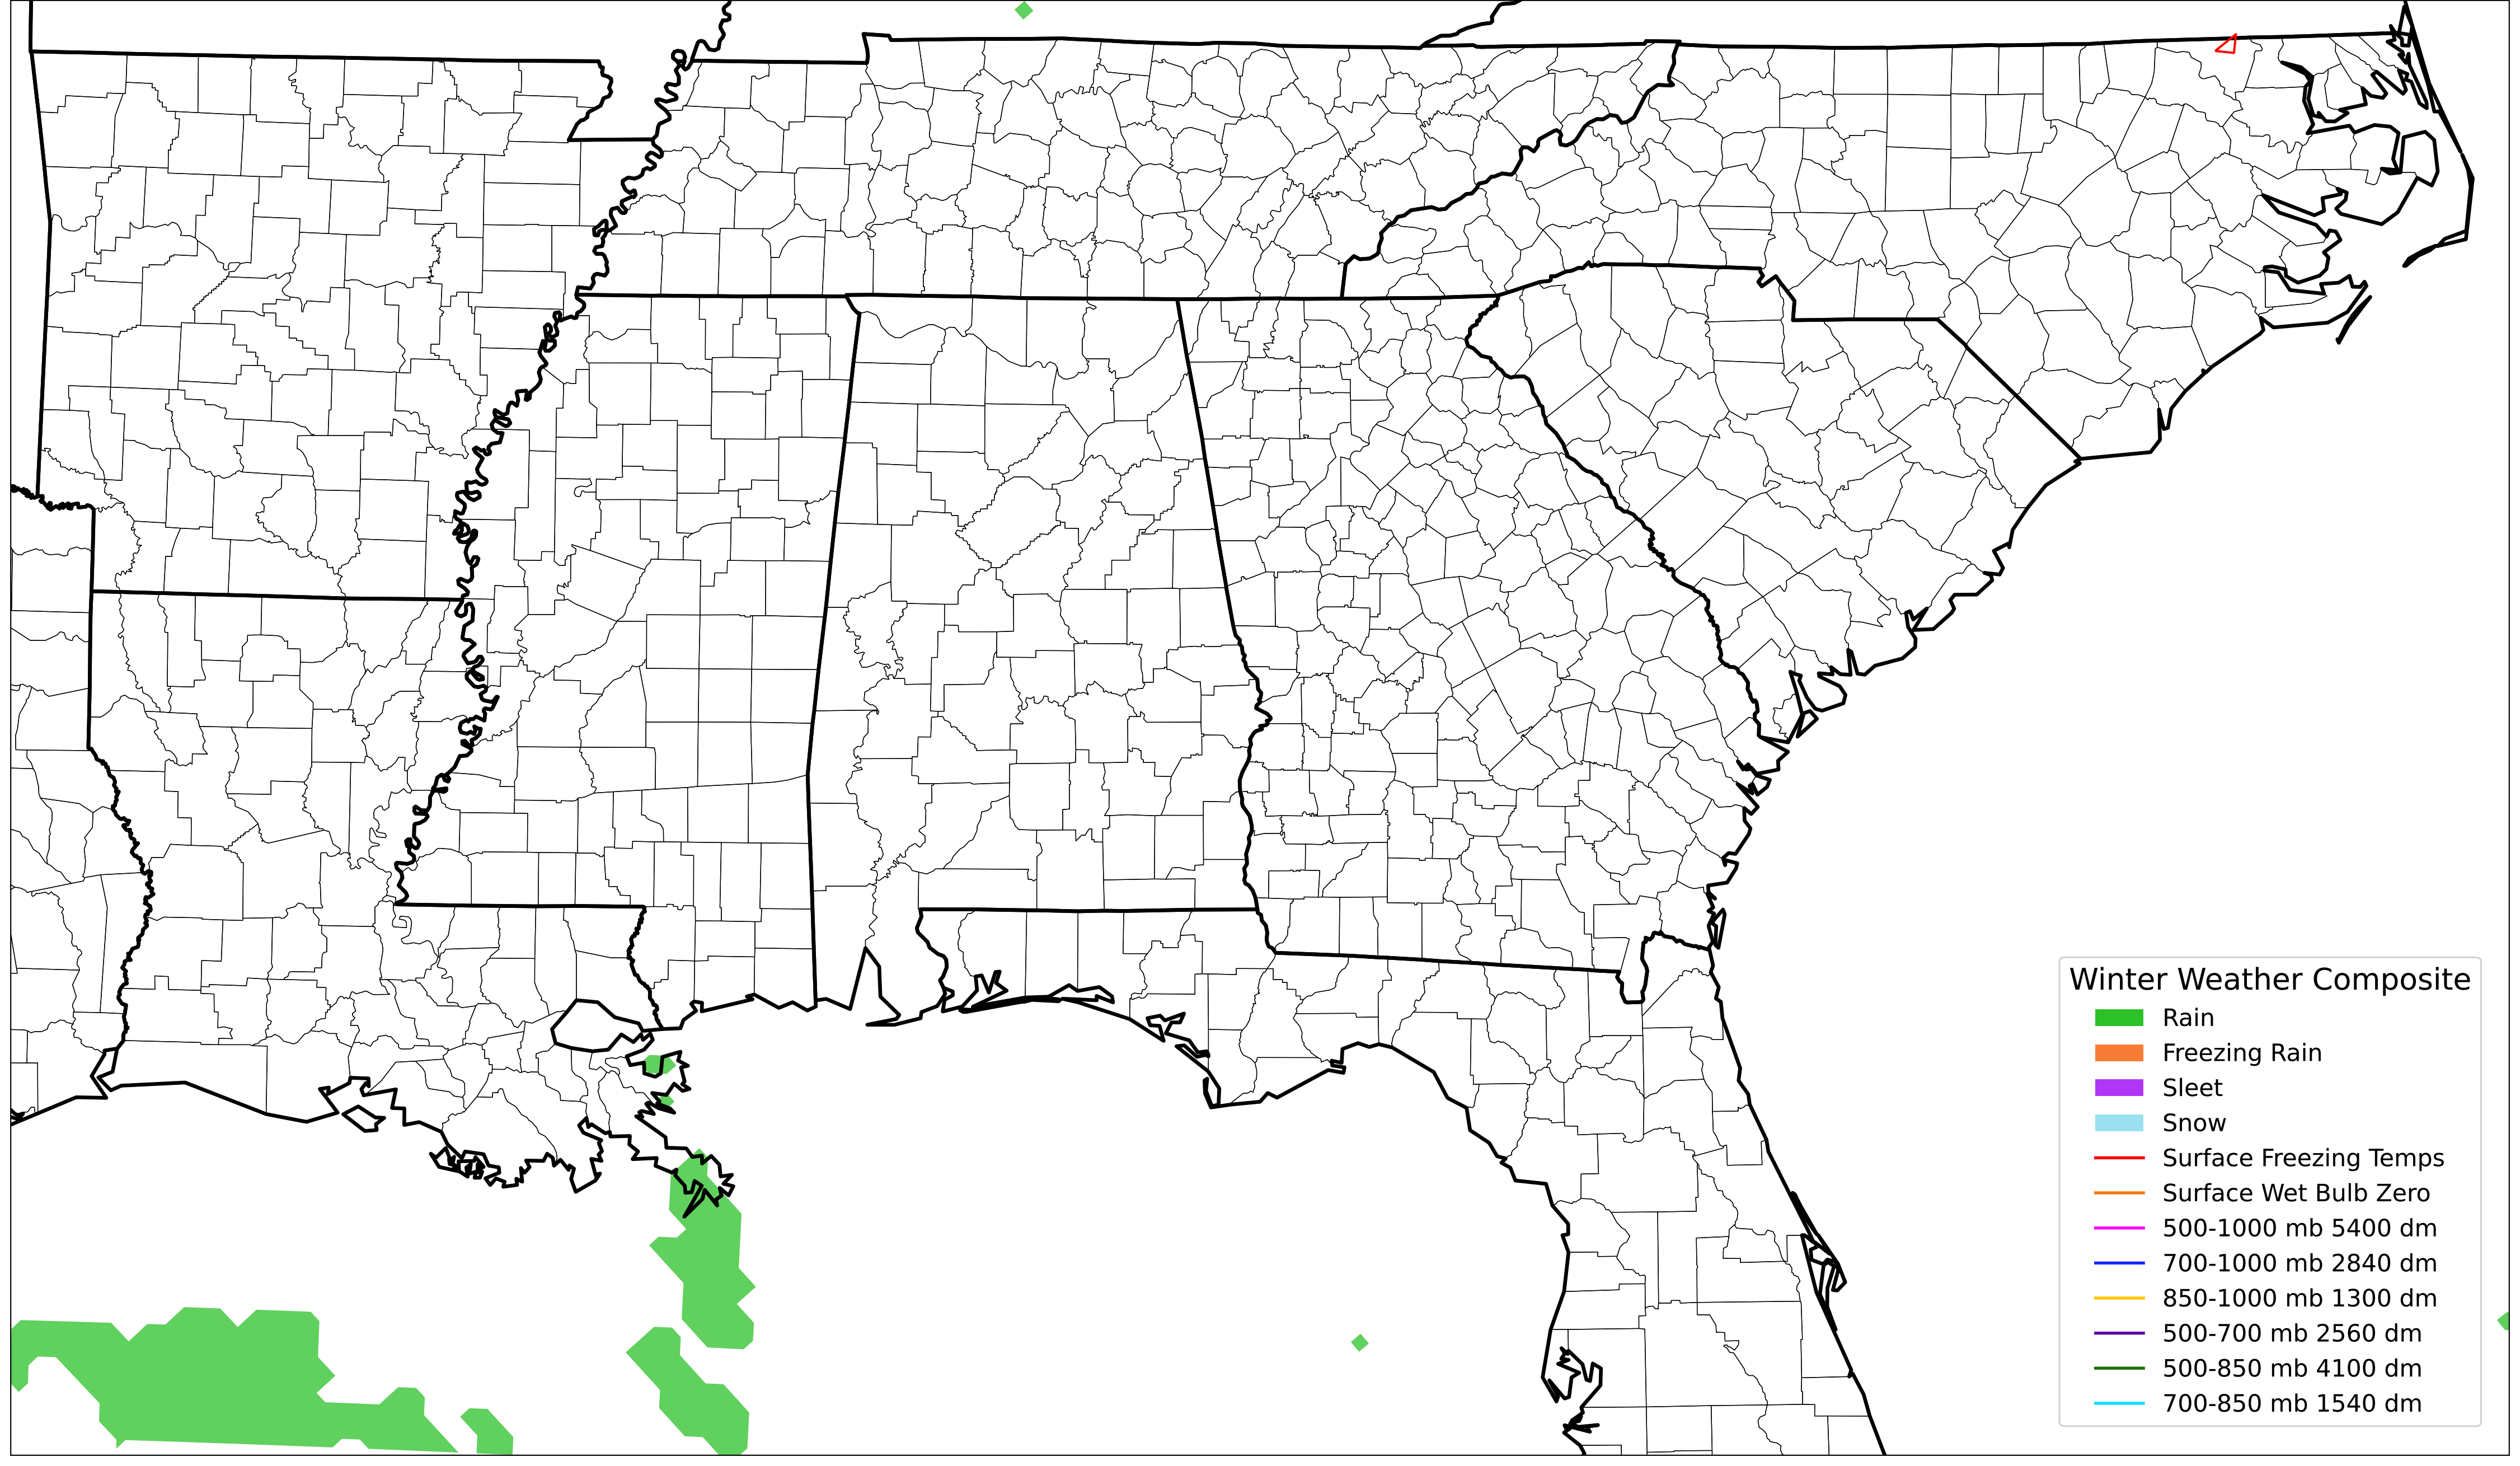 Winter Weather Composite
Rain
Freezing Rain
Sleet
Snow
Surface Freezing Temps
Surface Wet Bulb Zero
500-1000 mb 5400 dm
700-1000 mb 2840 dm
850-1000 mb 1300 dm
500-700 mb 2560 dm
500-850 mb 4100 dm
700-850 mb 1540 dm